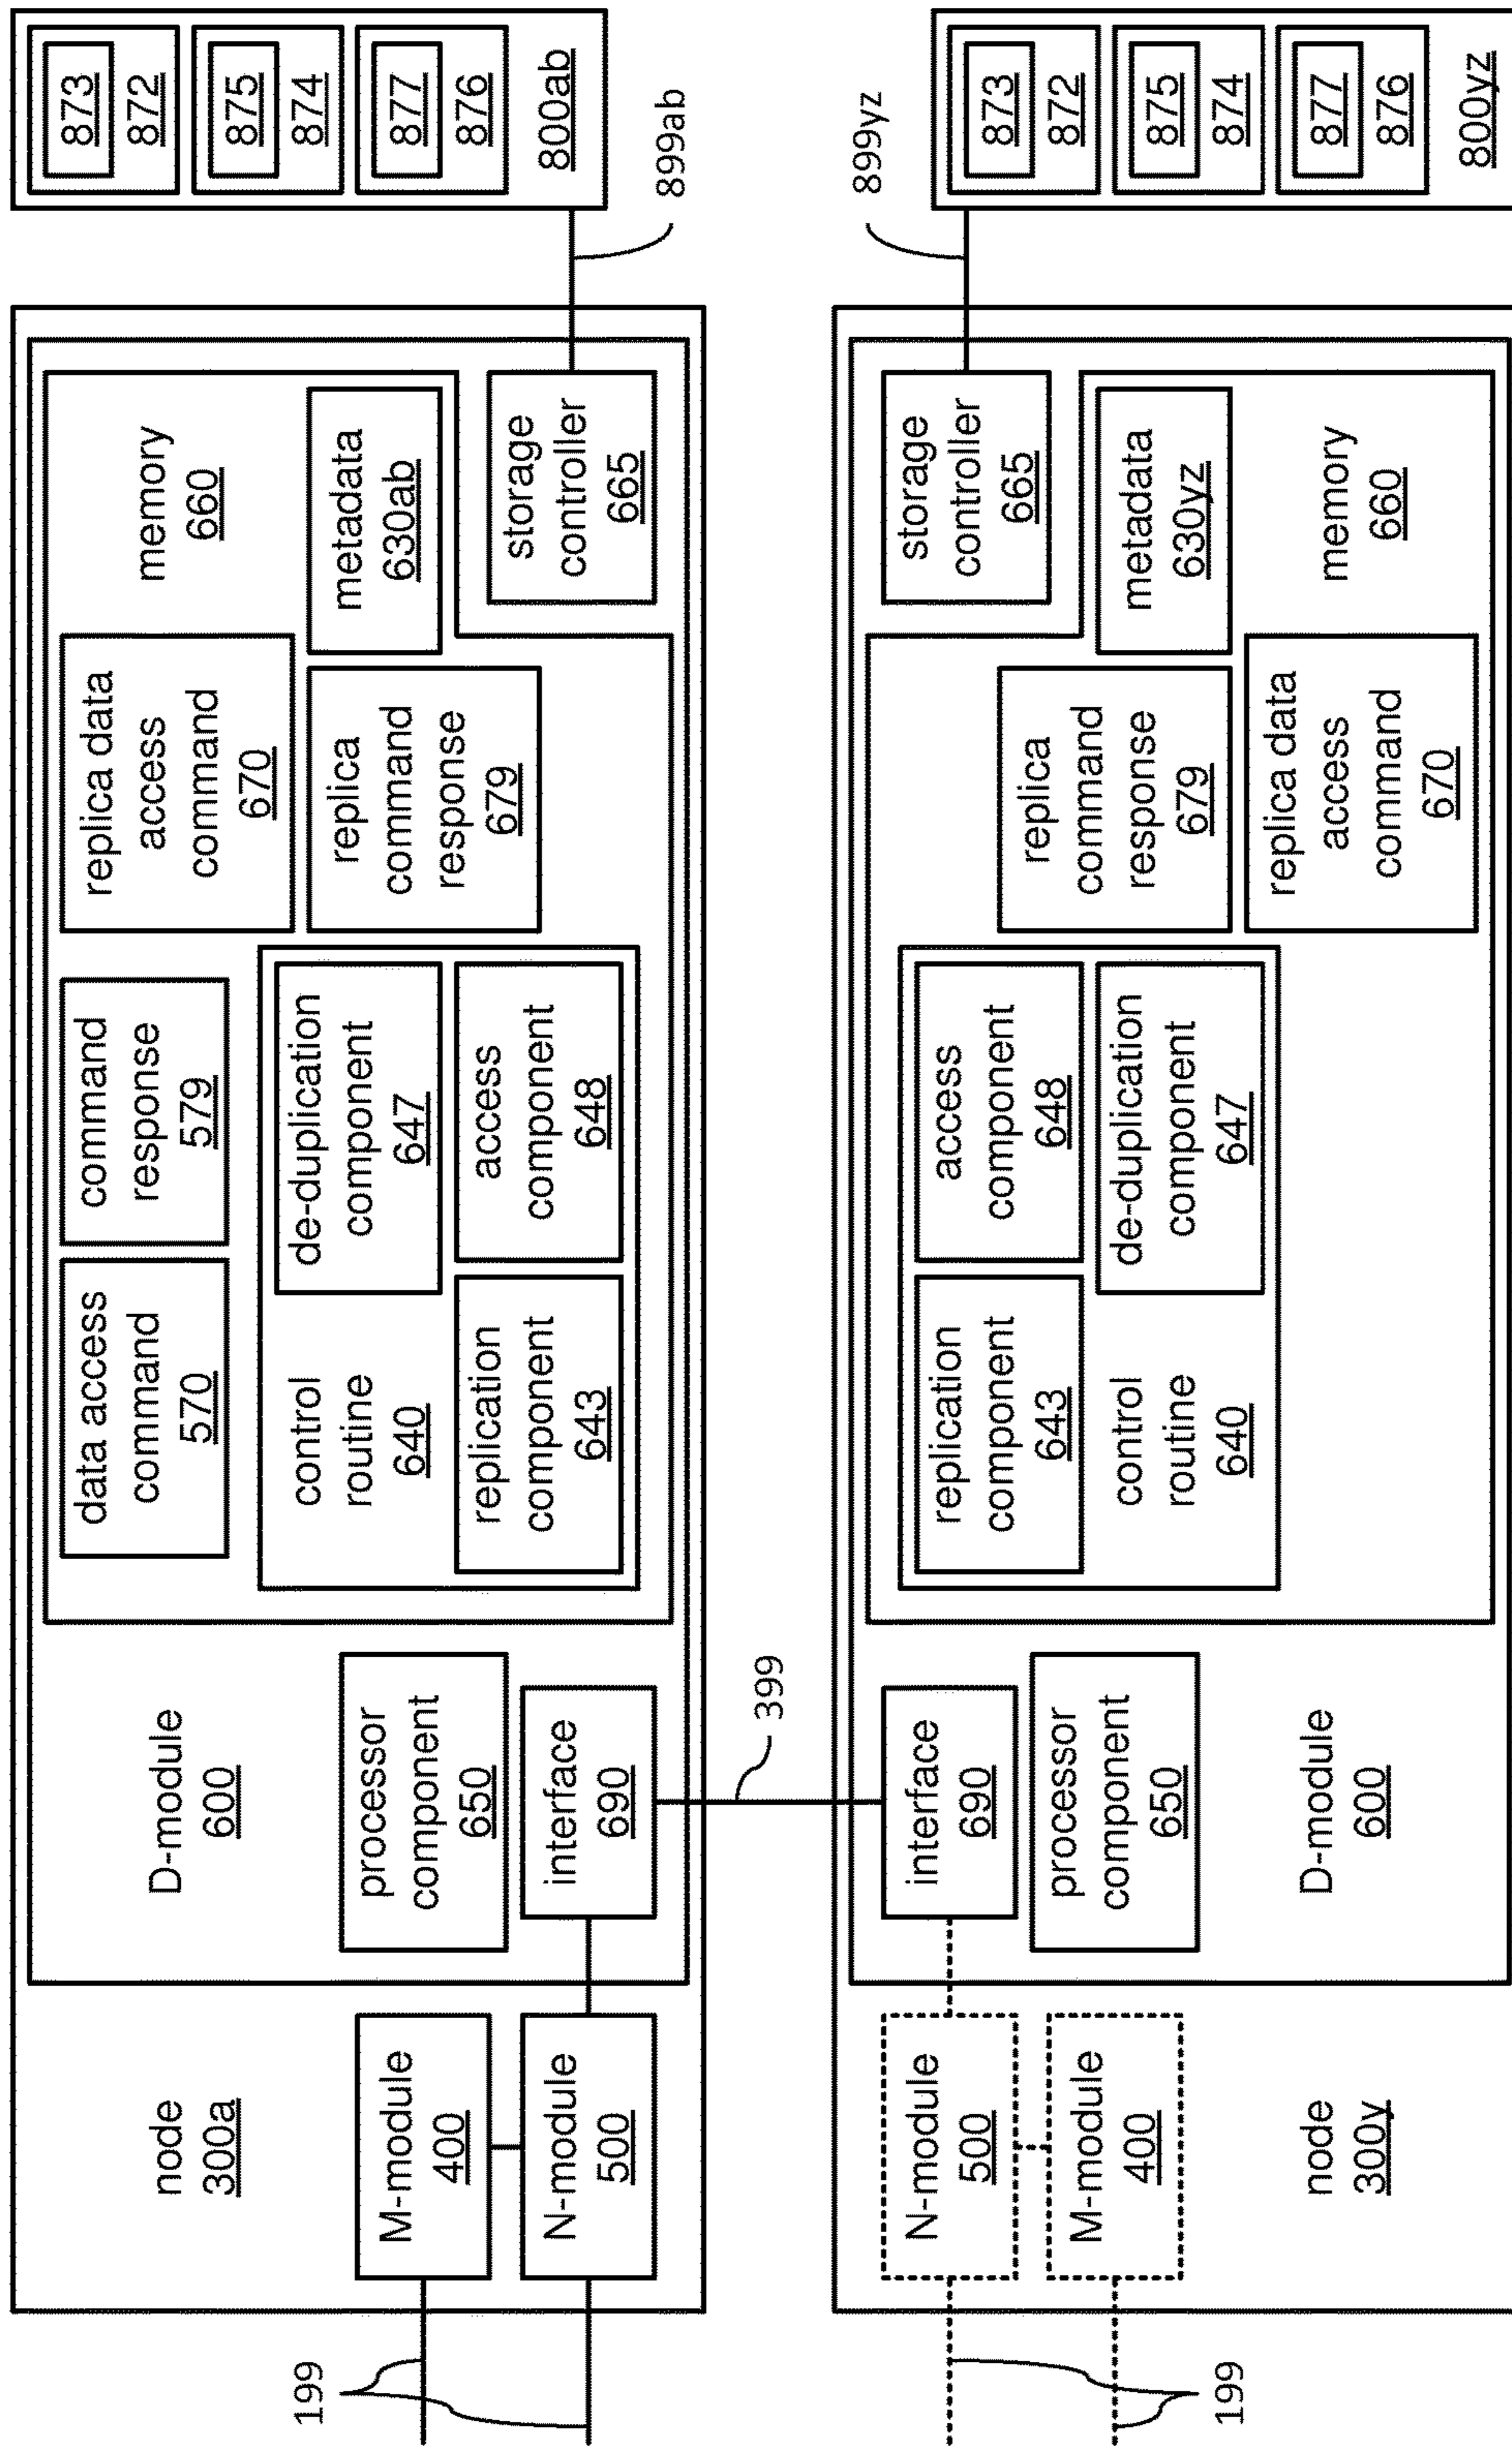 node
300a
M-module
400
N-module
500
199
D-module
600
processor
component
650
interface
690
data access
command
570
command
response
579
control
routine
640
de-duplication
component
647
replication
component
643
access
component
648
replica data
access
command
670
replica
command
response
679
memory
660
metadata
630ab
storage
controller
665
873
872
875
874
877
876
800ab
899ab
399
899yz
N-module
500
M-module
400
node
300y
199
interface
690
processor
component
650
D-module
600
replication
component
643
access
component
648
control
routine
640
de-duplication
component
647
replica
command
response
679
replica data
access
command
670
storage
controller
665
metadata
630yz
memory
660
873
872
875
874
877
876
800yz